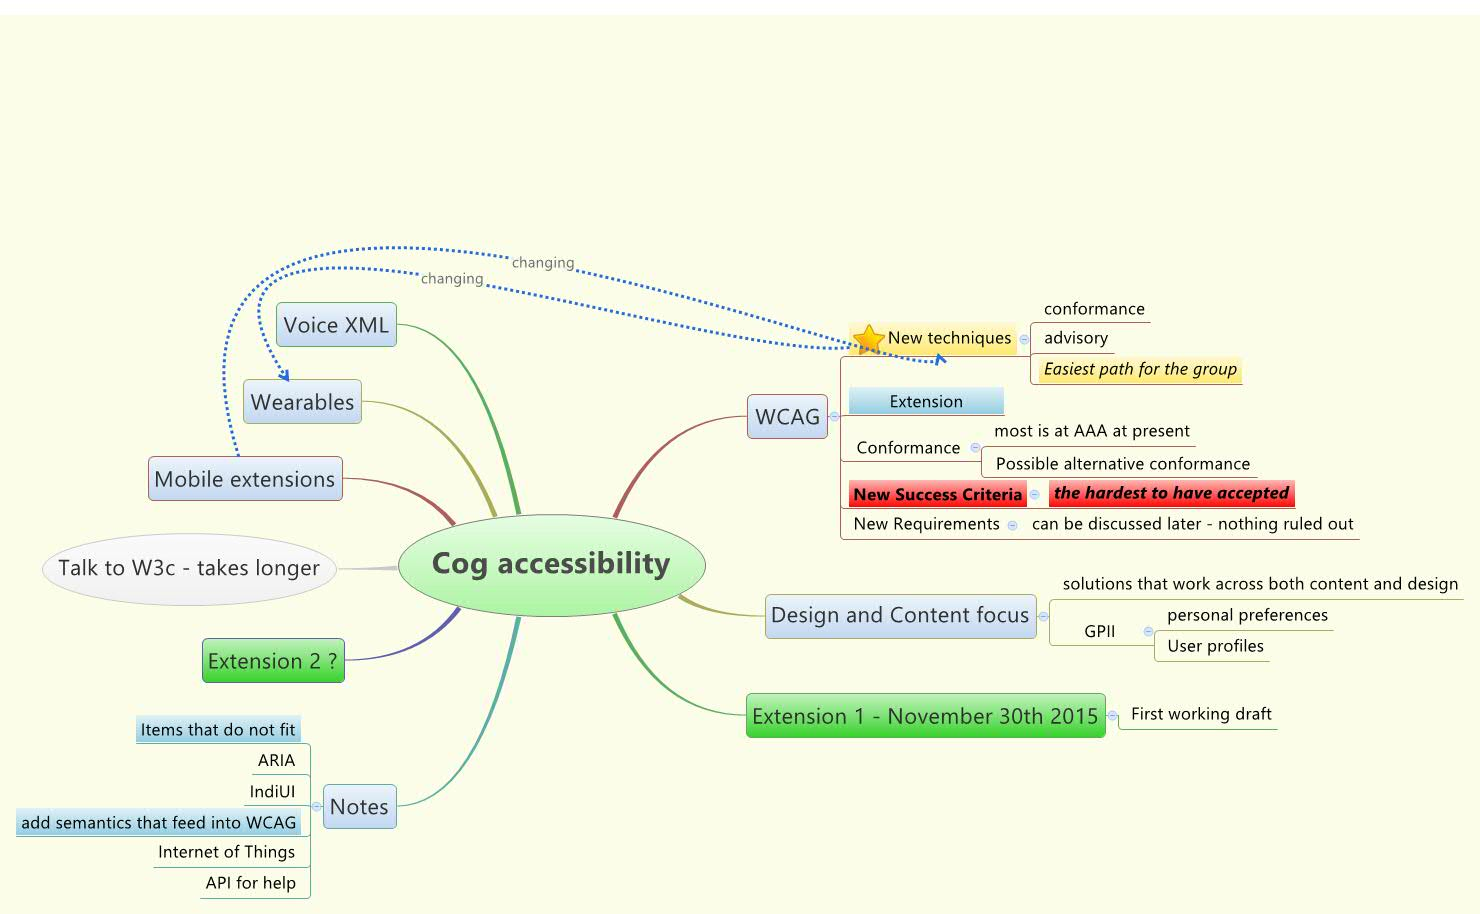 changing
changing
Voice XML
Wearables
Mobile extensions
Talk to W3c - takes longer
Extension 2 ?
Notes
Items that do not fit
ARIA
IndiUI
add semantics that feed into WCAG
Internet of Things
API for help
Cog accessibility
WCAG
New techniques
conformance
advisory
Easiest path for the group
Extension
Conformance
most is at AAA at present
Possible alternative conformance
New Success Criteria
the hardest to have accepted
New Requirements
can be discussed later - nothing ruled out
Design and Content focus
solutions that work across both content and design
GPII
personal preferences
User profiles
Extension 1 - November 30th 2015
First working draft